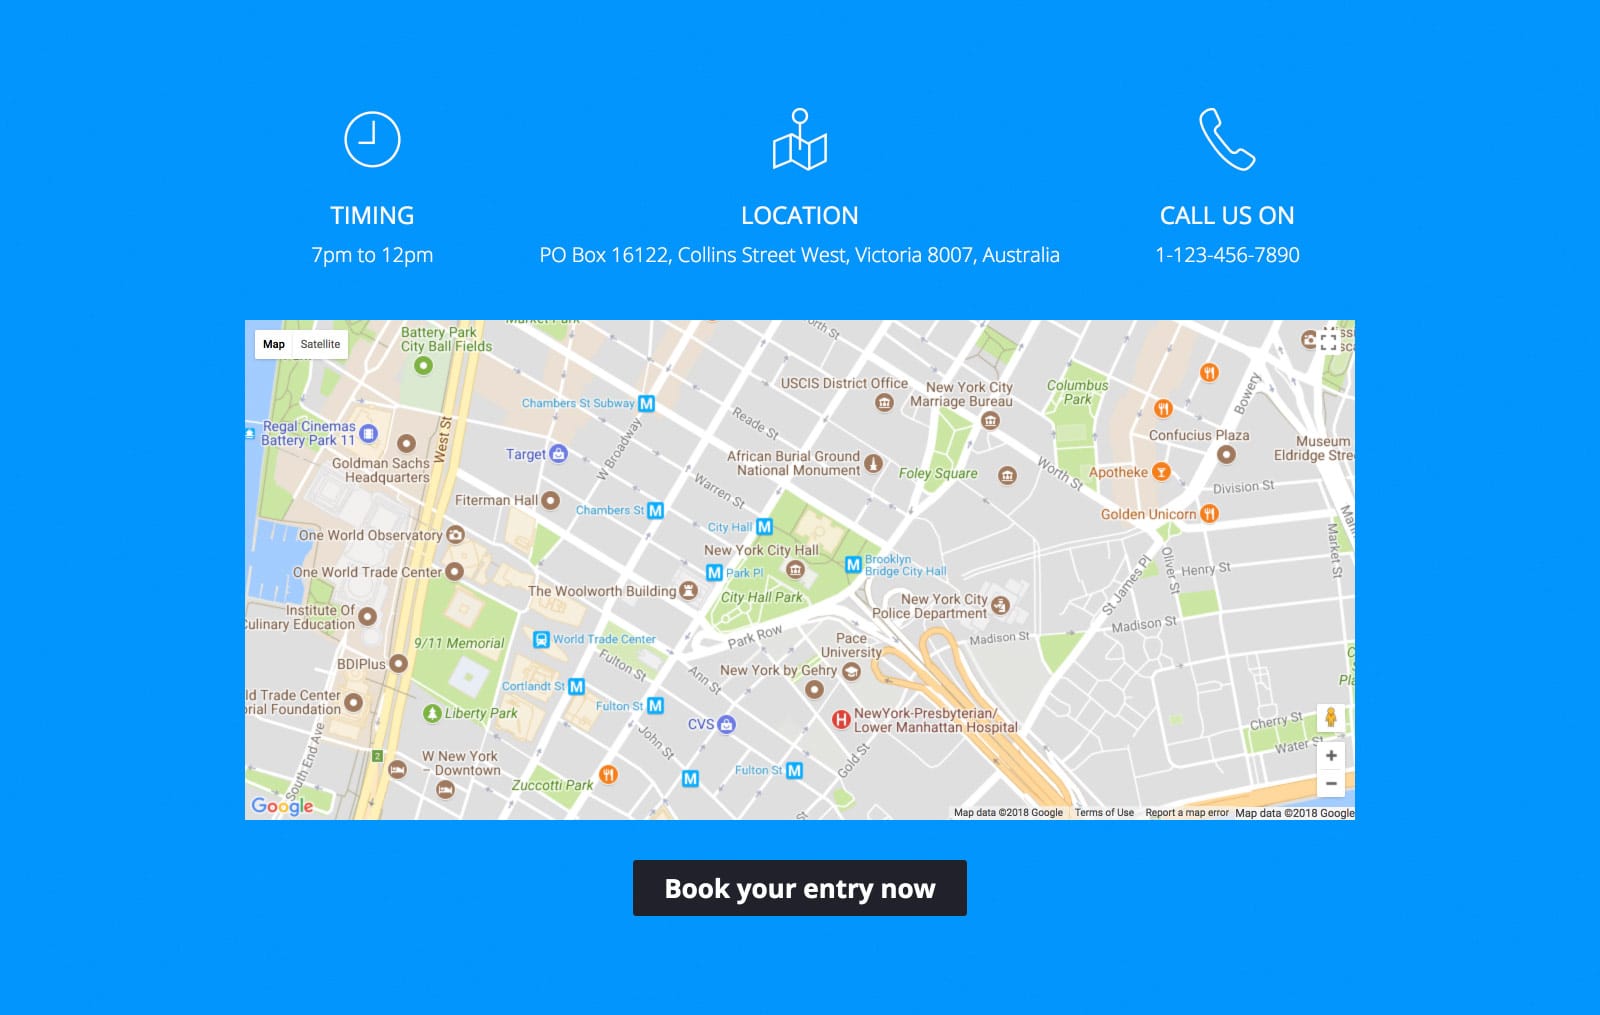 TIMING
7pm to 12pm
LOCATION
PO Box 16122, Collins Street West, Victoria 8007, Australia
CALL US ON
1-123-456-7890
Map Satellite
Battery Park
City Ball Fields
Market Park
orth St
USCIS District Office
New York City
Marriage Bureau
Columbus
Park
Bowery
Chambers St Subway
Regal Cinemas
Battery Park 11
West St
W Broadway
Reade St
Confucius Plaza
Museum
Eldridge Stre
Goldman Sachs
Headquarters
Target
African Burial Ground
National Monument
Foley Square
Worth St
Apotheke
Division St
Fiterman Hall
Chambers St
Warren St
City Hall
Golden Unicorn
Market St
One World Observatory
New York City Hall
Brooklyn
Bridge City Hall
Oliver St
Henry St
St James Pl
One World Trade Center
Park Pl
The Woolworth Building
City Hall Park
New York City
Police Department
Institute Of
Culinary Education
Park Row
Madison St
Madison St
9/11 Memorial
World Trade Center
Pace
University
BDIPlus
Fulton St
Ann St
New York by Gehry
ld Trade Center
orial Foundation
Cortlandt St
Fulton St
Liberty Park
CVS
NewYork-Presbyterian/
Lower Manhattan Hospital
Cherry St
Water St
South End Ave
2
W New York
– Downtown
John St
Fulton St
Gold St
Zuccotti Park
Google
Map data ©2018 Google Terms of Use Report a map error Map data ©2018 Google
Book your entry now